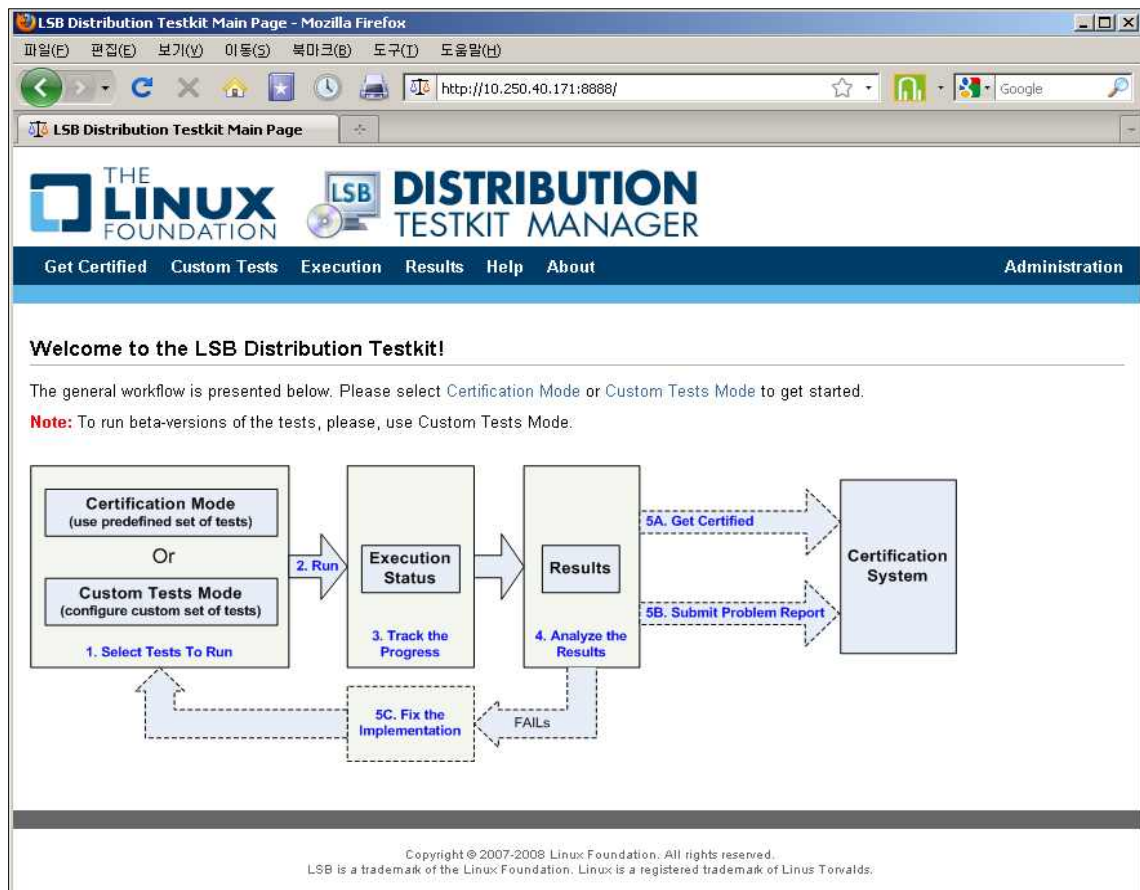 LSB Distribution Testkit Main Page - Mozilla Firefox
파일(F) 편집(E) 보기(V) 이동(S) 북마크(B) 도구(T) 도움말(H)
http://10.250.40.171:8888/
Google
LSB Distribution Testkit Main Page
THE
LINUX
FOUNDATION
LSB
DISTRIBUTION
TESTKIT MANAGER
Get Certified Custom Tests Execution Results Help About Administration
Welcome to the LSB Distribution Testkit!
The general workflow is presented below. Please select Certification Mode or Custom Tests Mode to get started.
Note: To run beta-versions of the tests, please, use Custom Tests Mode.
Certification Mode
(use predefined set of tests)
Or
Custom Tests Mode
(configure custom set of tests)
1. Select Tests To Run
2. Run
Execution
Status
3. Track the
Progress
Results
4. Analyze the
Results
5A. Get Certified
5B. Submit Problem Report
Certification
System
5C. Fix the
Implementation
FAILs
Copyright © 2007-2008 Linux Foundation. All rights reserved.
LSB is a trademark of the Linux Foundation. Linux is a registered trademark of Linus Torvalds.